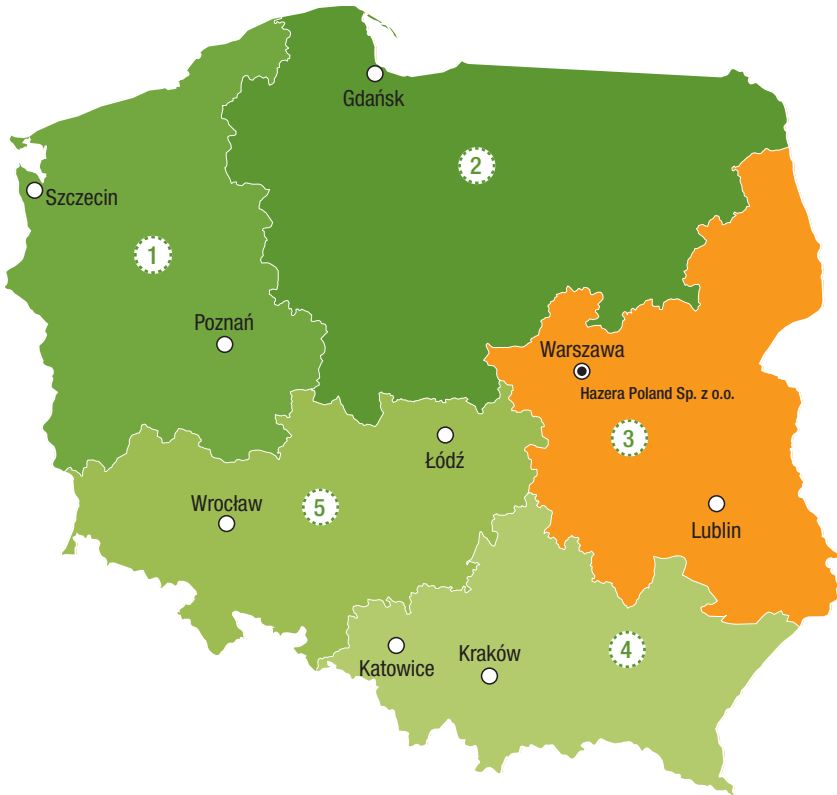 Gdańsk
2
Szczecin
1
Poznań
Warszawa
Hazera Poland Sp. z o.o.
3
Łódź
Wrocław
5
Lublin
Katowice
Kraków
4